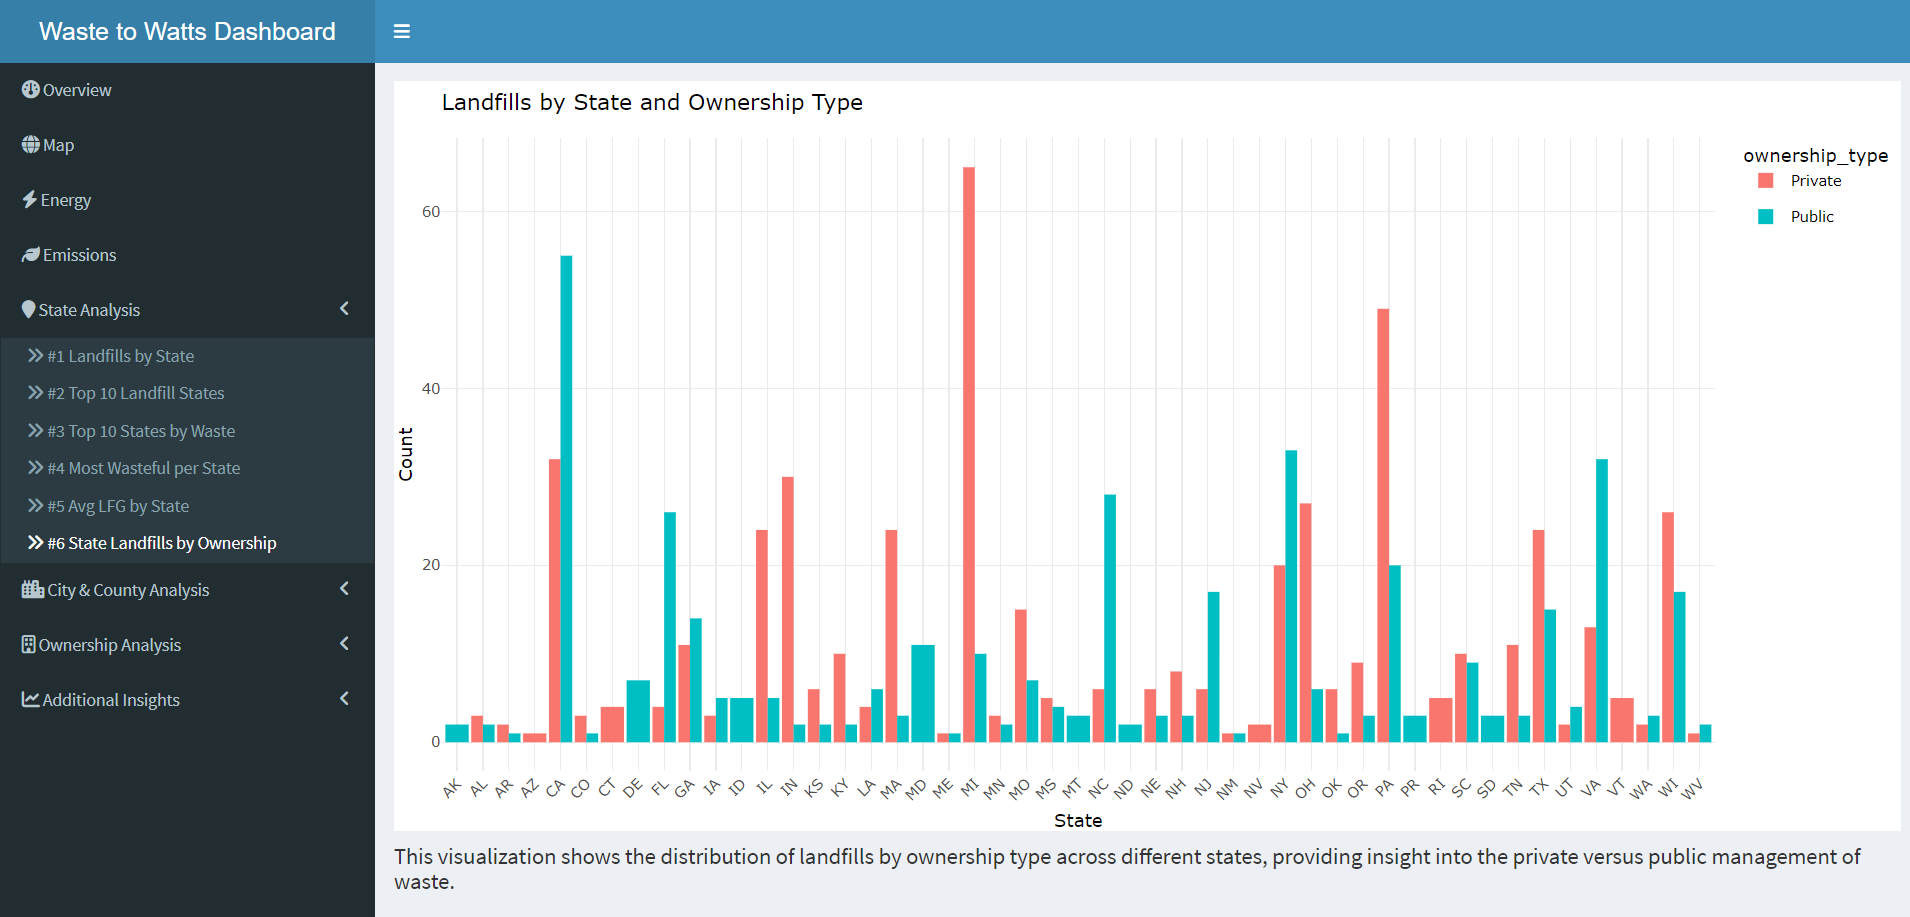 Waste to Watts Dashboard
Overview
Map
Energy
Emissions
State Analysis
#1 Landfills by State
#2 Top 10 Landfill States
#3 Top 10 States by Waste
#4 Most Wasteful per State
#5 Avg LFG by State
#6 State Landfills by Ownership
City & County Analysis
Ownership Analysis
Additional Insights
Landfills by State and Ownership Type
ownership_type
Private
Public
60
40
20
0
Count
AK AL AR AZ CA CO CT DE FL GA IA ID IL IN KS KY LA MA MD ME MI MN MO MS MT NC ND NE NH NJ NM NV NY OH OK OR PA PR RI SC SD TN TX UT VA VT WA WI WV
State
This visualization shows the distribution of landfills by ownership type across different states, providing insight into the private versus public management of
waste.